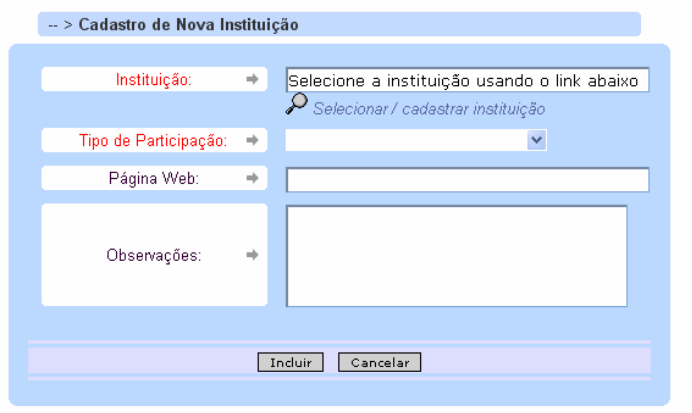 -- > Cadastro de Nova Instituição
Instituição:
Selecione a instituição usando o link abaixo
Selecionar / cadastrar instituição
Tipo de Participação:
Página Web:
Observações:
Incluir Cancelar